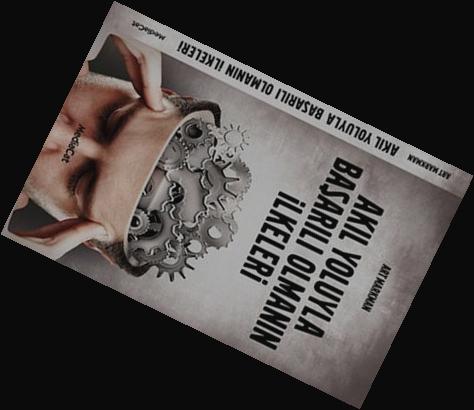 ART MARKMAN
AKIL YOLUYLA
BAŞARILI OLMANIN
İLKELERİ
MediaCat
ART MARKMAN
AKIL YOLUYLA BAŞARILI OLMANIN İLKELERİ
MediaCat